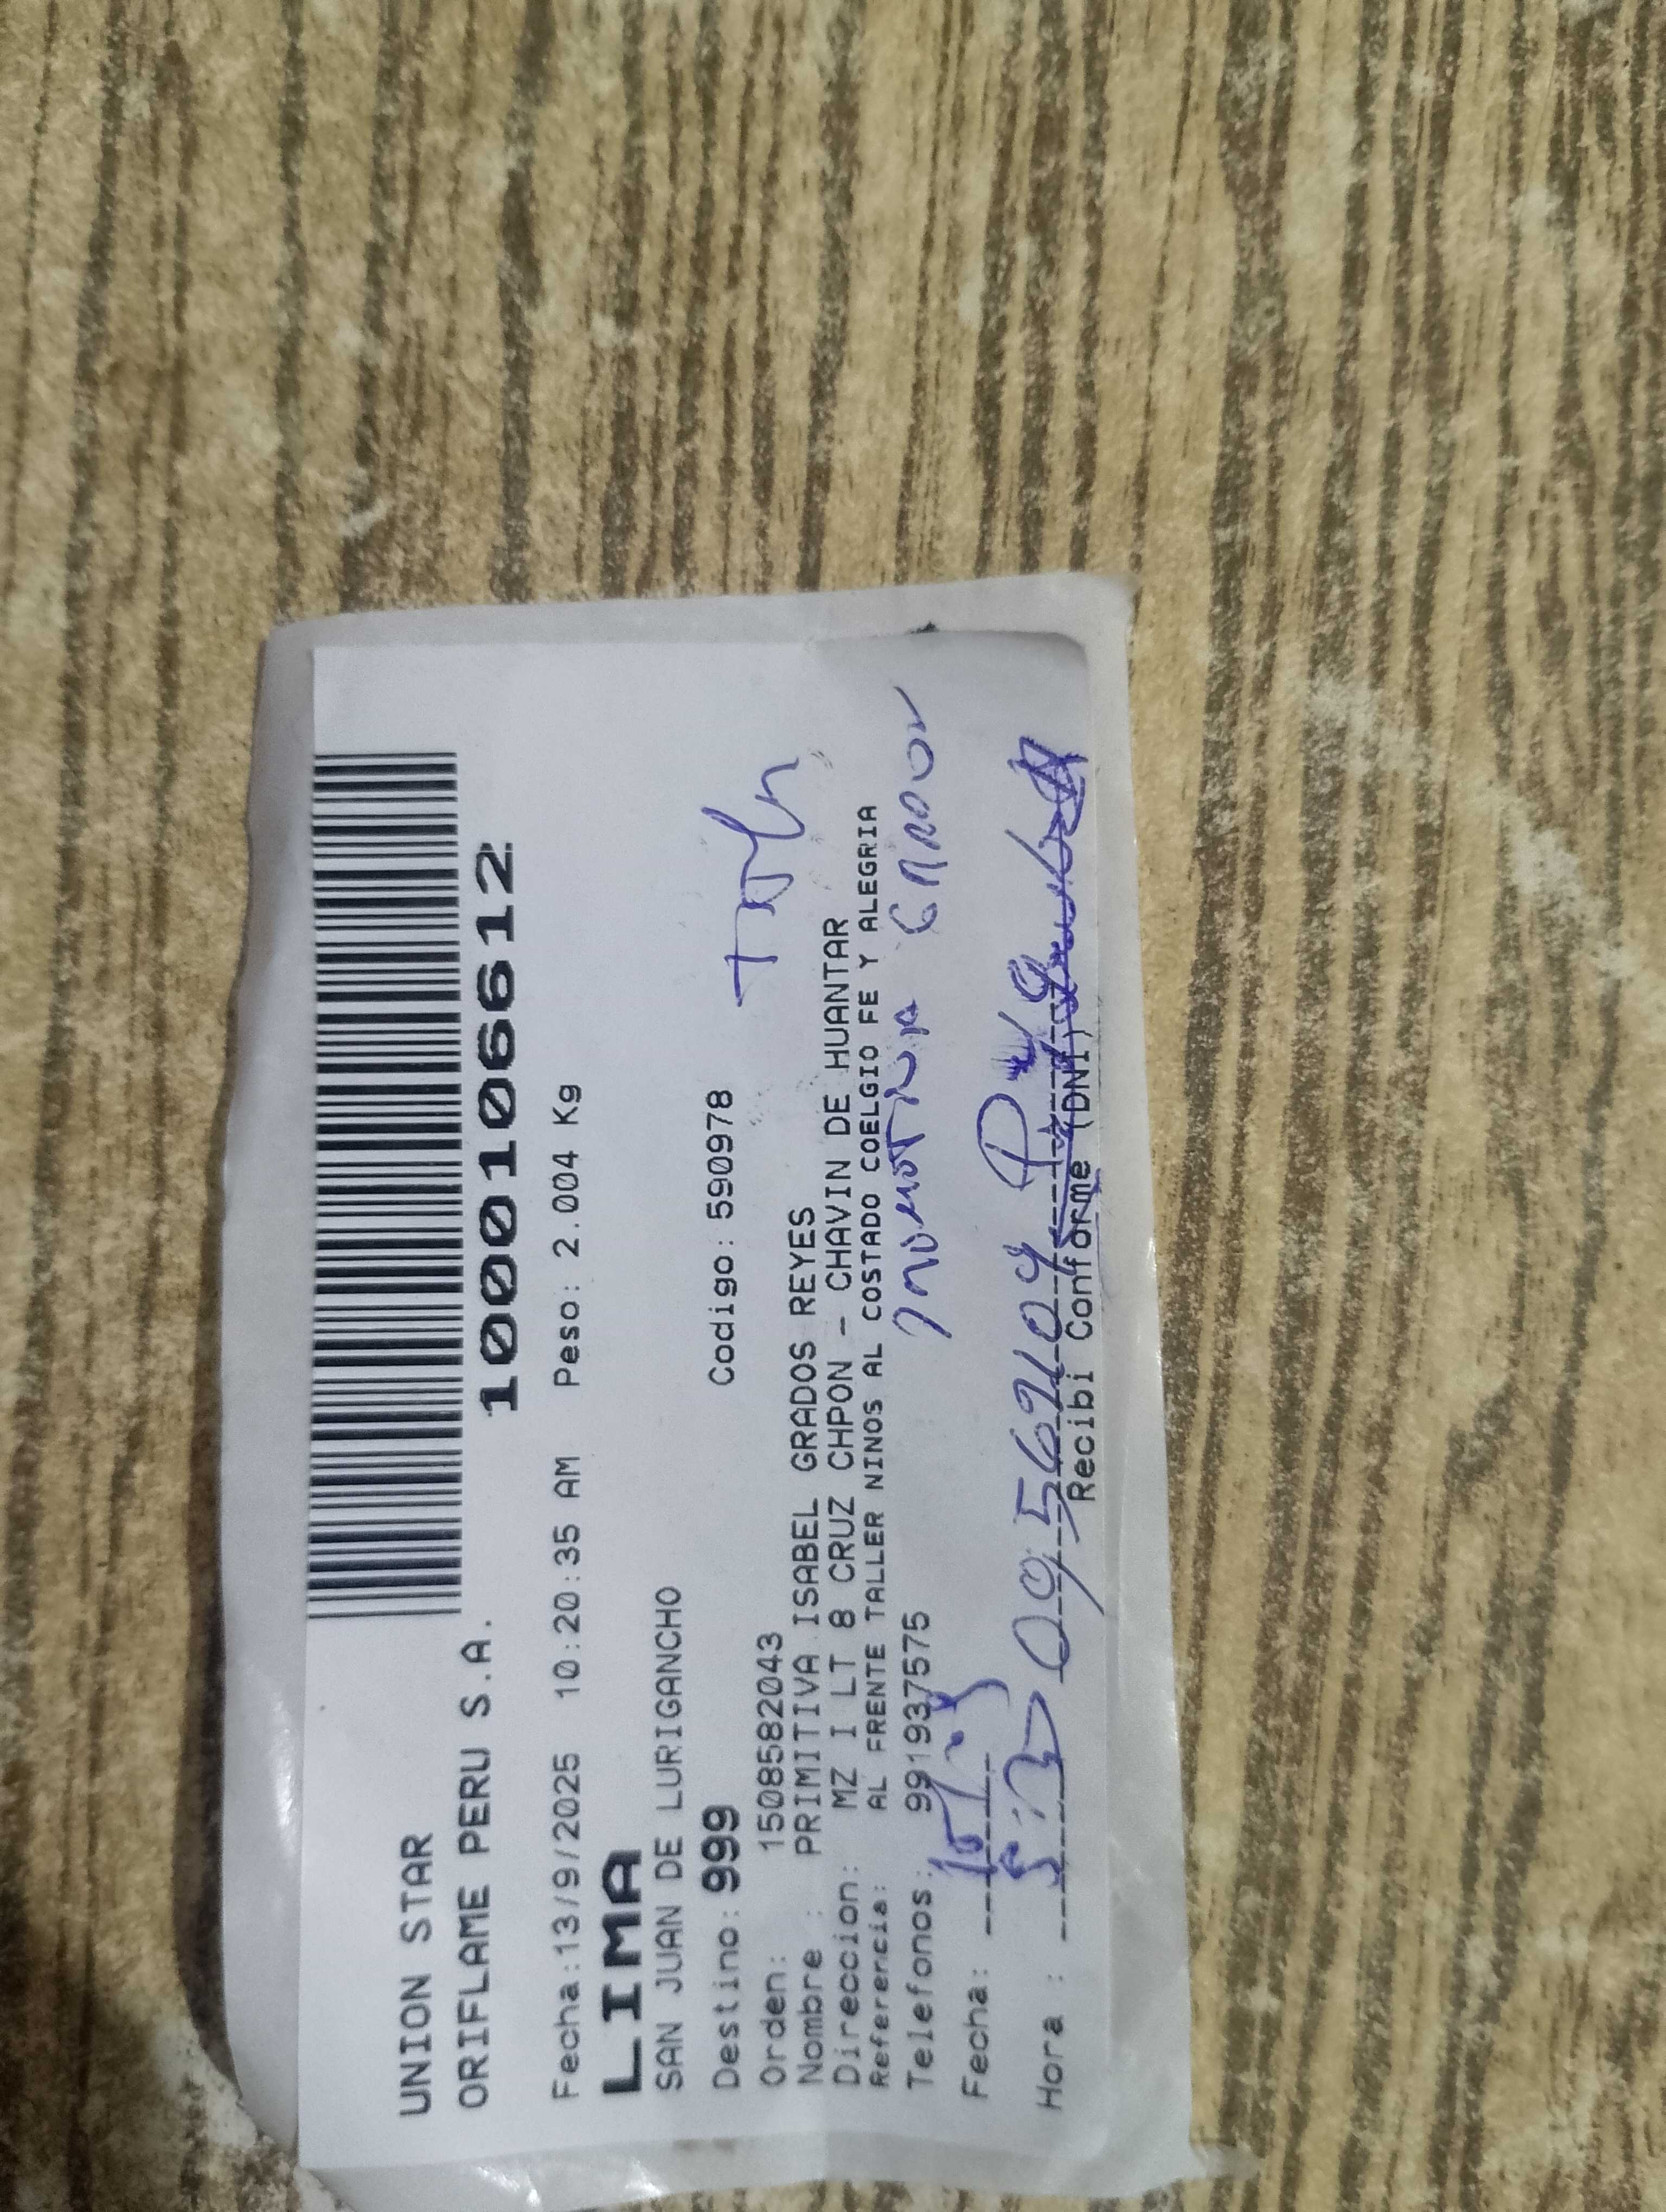 UNION STAR
ORIFLAME PERU S.A.
1000106612
Fecha:13/9/2025 10:20:35 AM Peso: 2.004 Kg
LIMA
SAN JUAN DE LURIGANCHO
Destino: 999 Codigo: 590978
Orden: 15085582043
Nombre : PRIMITIVA ISABEL GRADOS REYES
Direccion: MZ I LT 8 CRUZ CHPON - CHAVIN DE HUANTAR
Referencia: AL FRENTE TALLER NINOS AL COSTADO COELGIO FE Y ALEGRIA
Telefonos: 991937575
Fecha:
Hora :
Recibi Conforme (DNI)